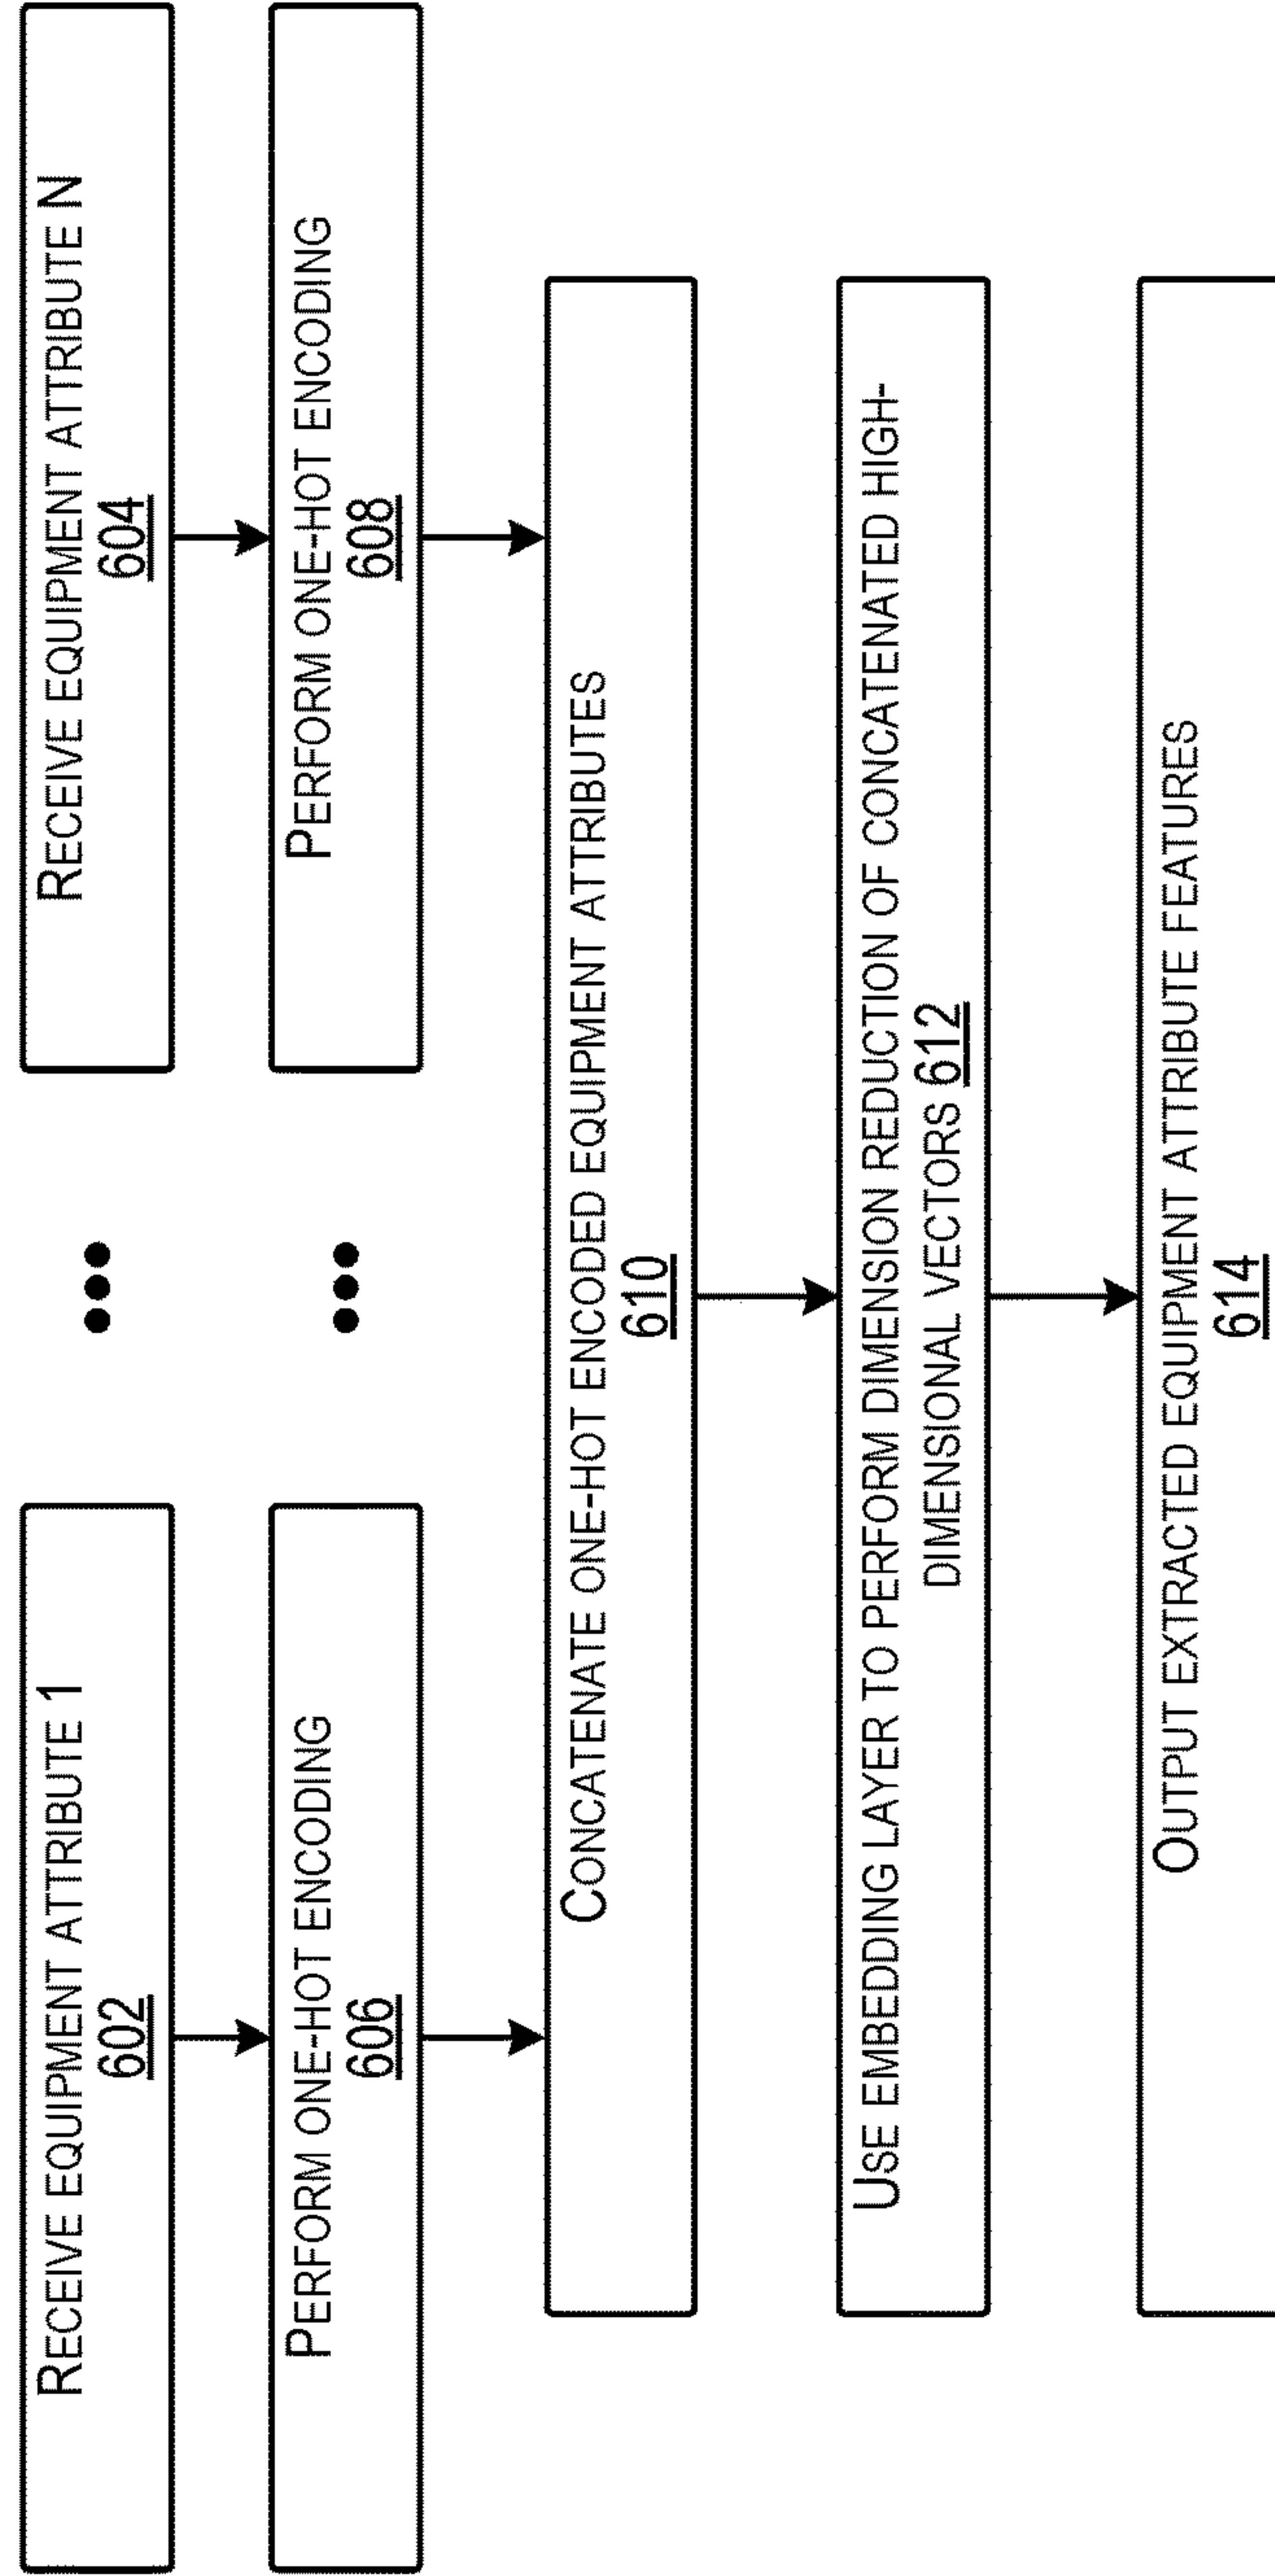 RECEIVE EQUIPMENT ATTRIBUTE 1
602
RECEIVE EQUIPMENT ATTRIBUTE N
604
PERFORM ONE-HOT ENCODING
606
PERFORM ONE-HOT ENCODING
608
CONCATENATE ONE-HOT ENCODED EQUIPMENT ATTRIBUTES
610
USE EMBEDDING LAYER TO PERFORM DIMENSION REDUCTION OF CONCATENATED HIGH-
DIMENSIONAL VECTORS 612
OUTPUT EXTRACTED EQUIPMENT ATTRIBUTE FEATURES
614